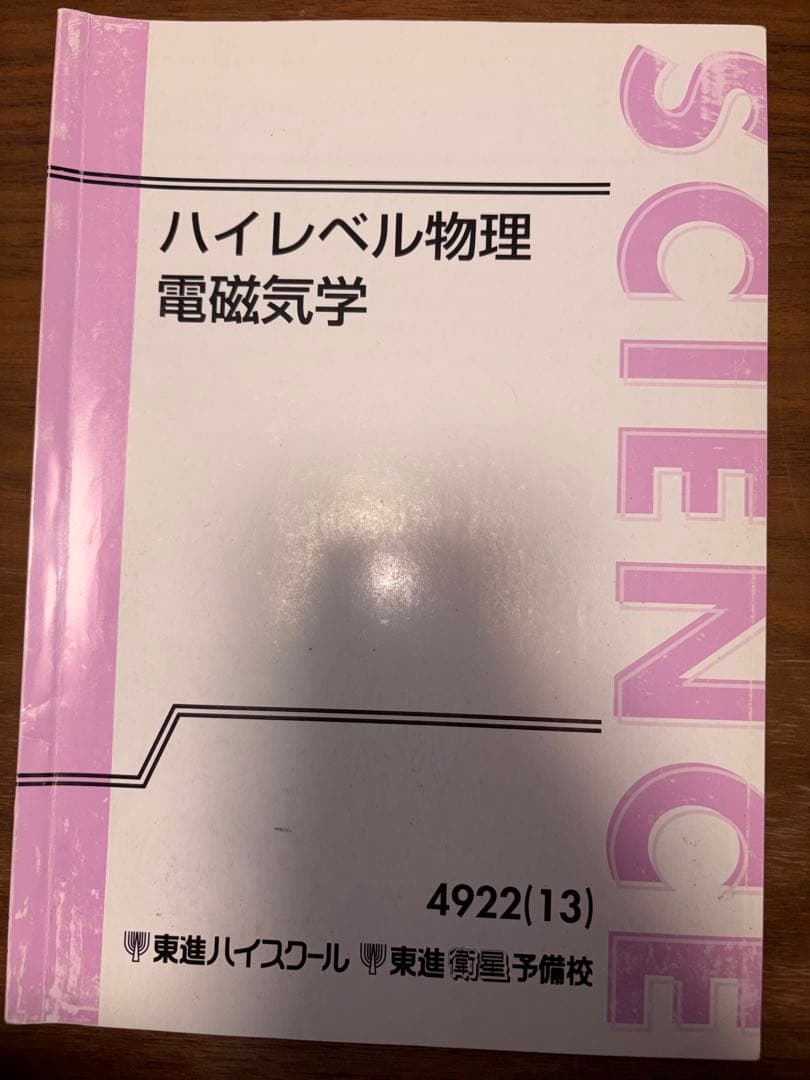 ハイレベル物理
電磁気学
SCIENCE
4922(13)
東進ハイスクール 東進衛星予備校